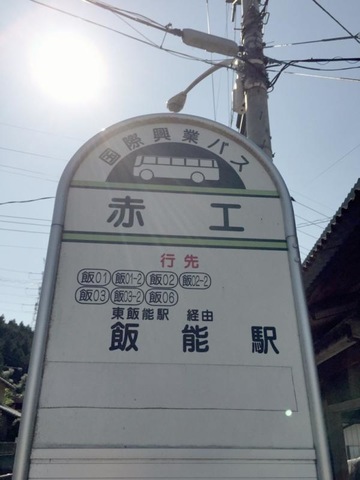 国際興業バス
赤工
行先
飯01 飯01-2 飯02 飯02-2
飯03 飯03-2 飯06
東飯能駅 経由
飯能駅